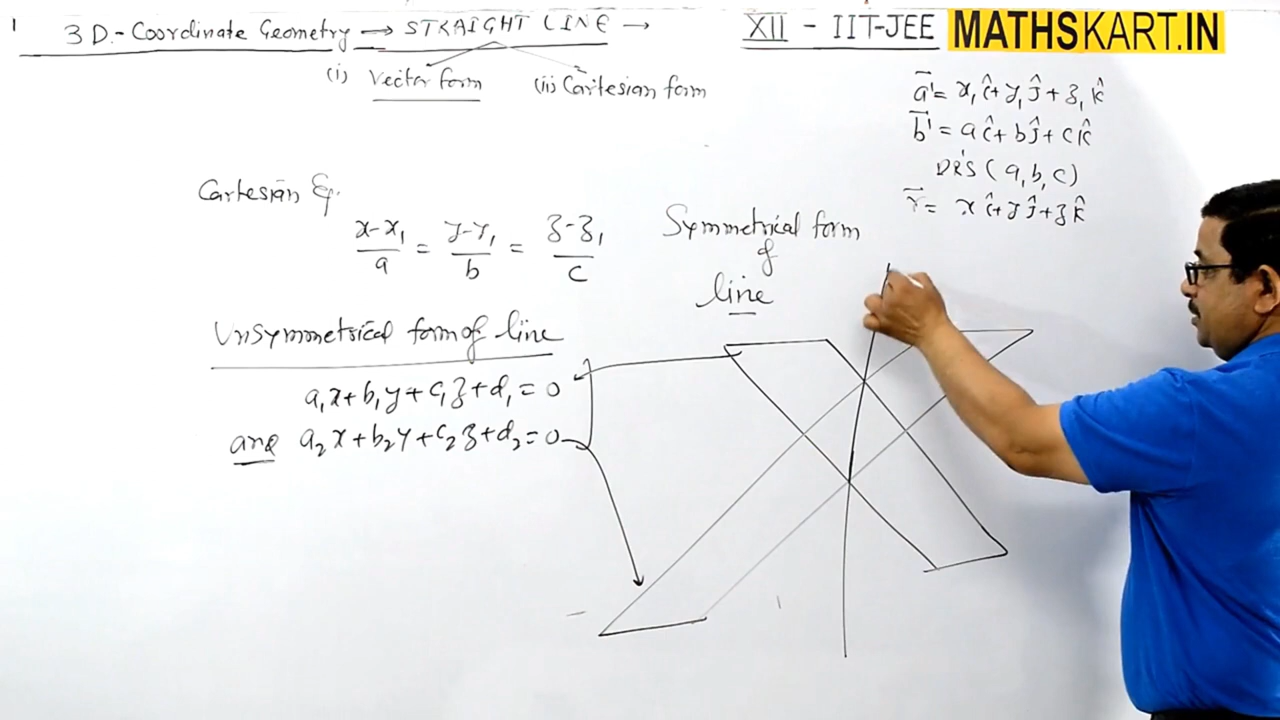 1
3D.-Coordinate Geometry → STRAIGHT LINE →
XII - IIT-JEE
MATHSKART.IN
(i) Vector form
(ii) Cartesian form
a⃗ = x₁î + y₁ĵ + z₁k̂
b⃗ = aî + bĵ + ck̂
DR'S (a, b, c)
r⃗ = xî + yĵ + zk̂
Cartesian Eq.
(x-x₁)/a = (y-y₁)/b = (z-z₁)/c
Symmetrical form
of
line
Unsymmetrical form of line
a₁x + b₁y + c₁z + d₁ = 0
and a₂x + b₂y + c₂z + d₂ = 0